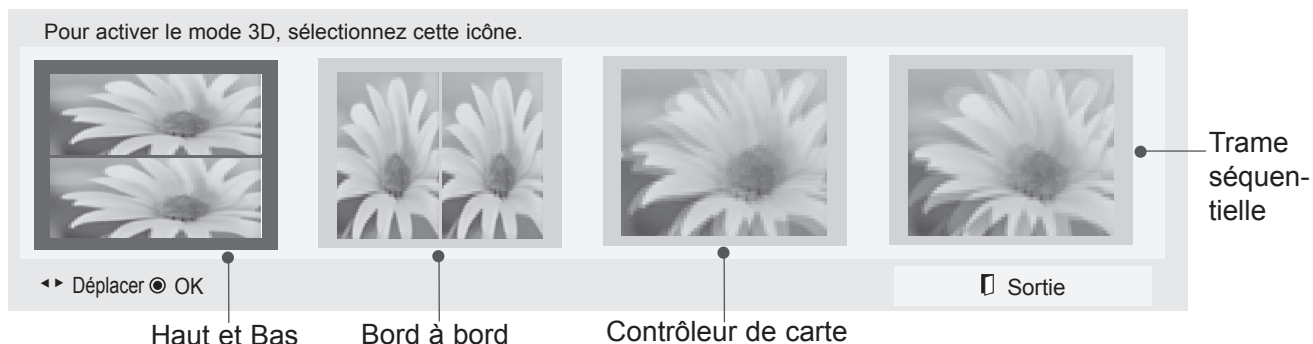 Pour activer le mode 3D, sélectionnez cette icône.
Trame
séquen-
tielle
Déplacer OK
Sortie
Haut et Bas
Bord à bord
Contrôleur de carte